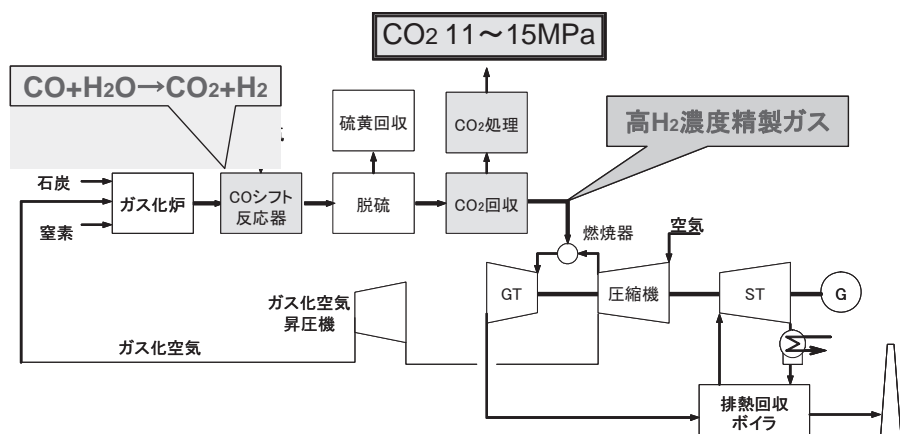 CO2 11~15MPa
CO+H2O→CO2+H2
硫黄回収
CO2処理
高H2濃度精製ガス
石炭
窒素
ガス化炉
COシフト
反応器
脱硫
CO2回収
燃焼器
空気
GT
圧縮機
ST
G
ガス化空気
昇圧機
ガス化空気
排熱回収
ボイラ